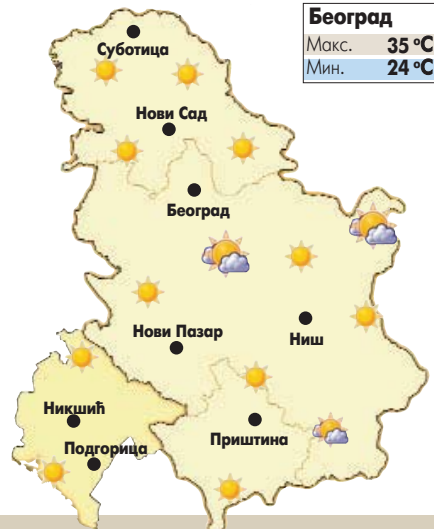 Београд
Макс. 35 °C
Мин. 24 °C
Суботица
Нови Сад
Београд
Нови Пазар
Ниш
Никшић
Приштина
Подгорица